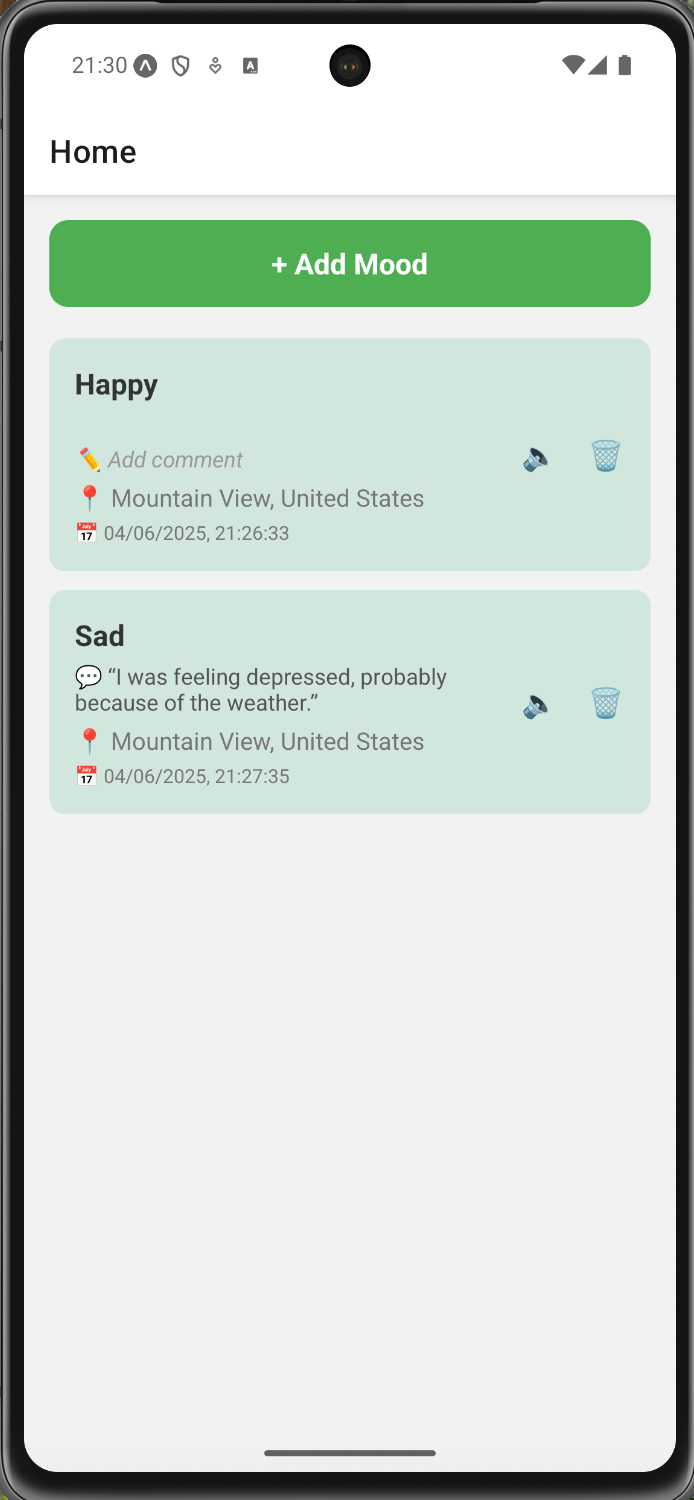 21:30
Home
+ Add Mood
Happy
Add comment
Mountain View, United States
04/06/2025, 21:26:33
Sad
“I was feeling depressed, probably
because of the weather.”
Mountain View, United States
04/06/2025, 21:27:35